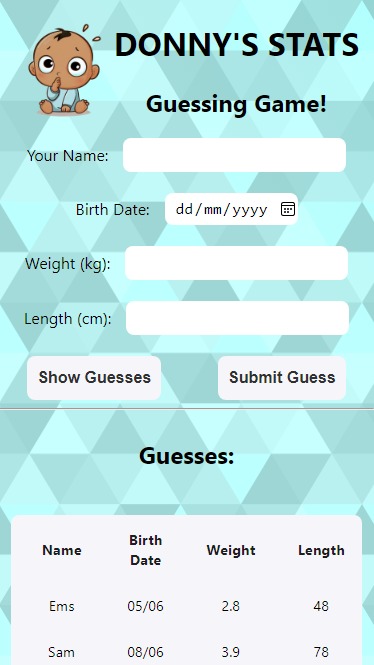 DONNY'S STATS
Guessing Game!
Your Name:
Birth Date: dd/mm/yyyy
Weight (kg):
Length (cm):
Show Guesses Submit Guess
Guesses:
Name Birth Date Weight Length
Ems 05/06 2.8 48
Sam 08/06 3.9 78